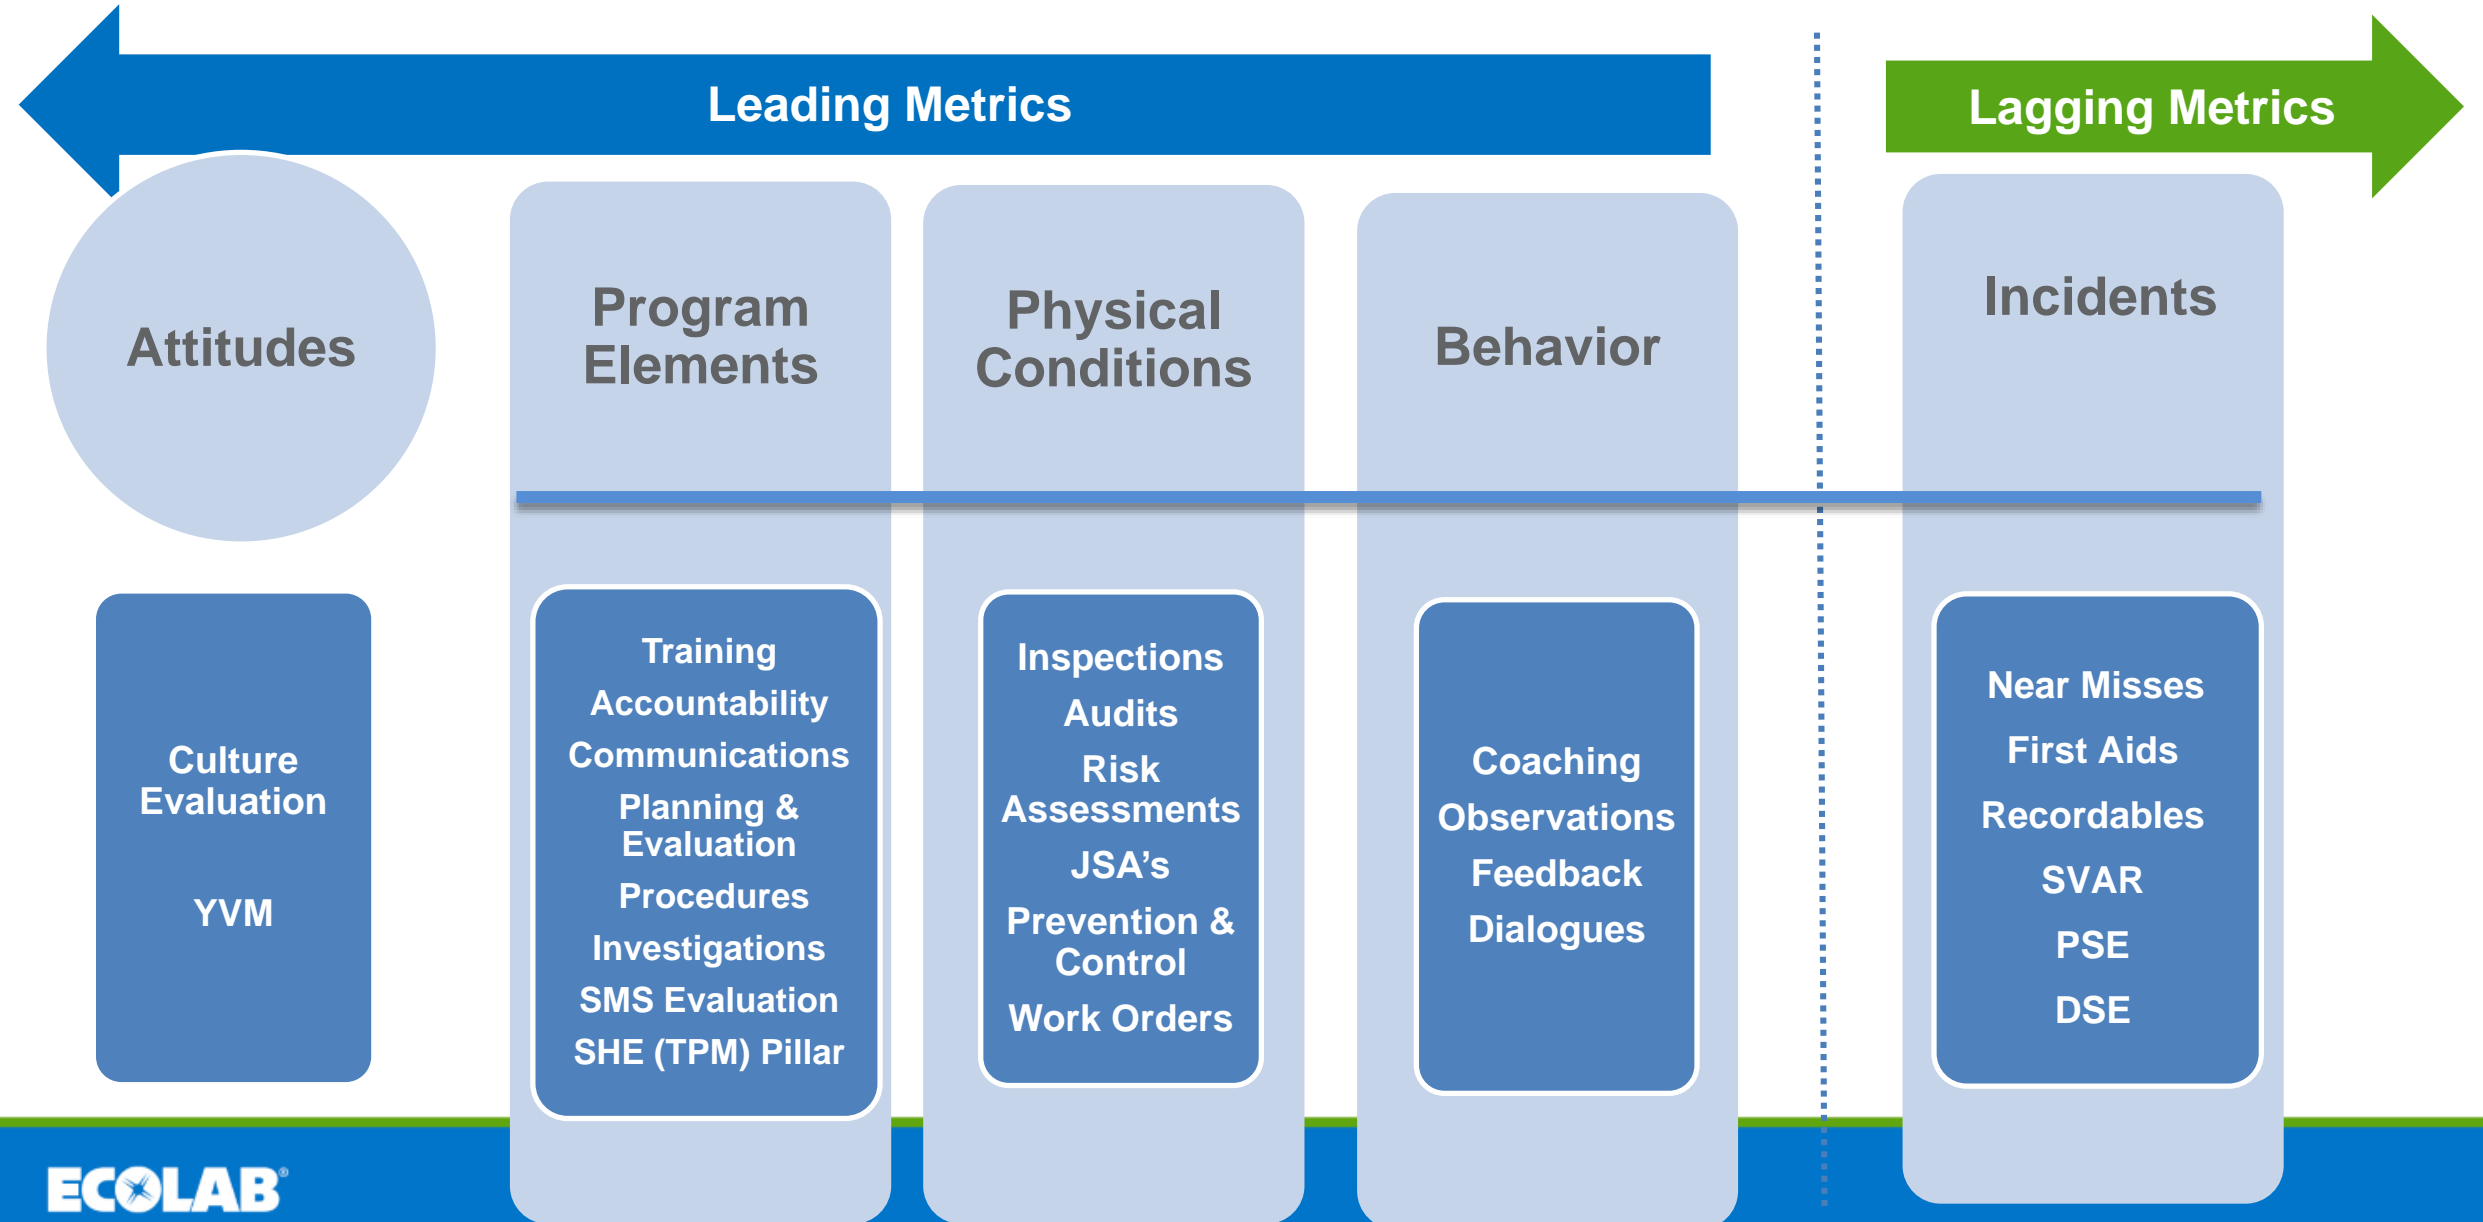 Leading Metrics
Lagging Metrics
Attitudes
Culture
Evaluation
YVM
Program
Elements
Training
Accountability
Communications
Planning &
Evaluation
Procedures
Investigations
SMS Evaluation
SHE (TPM) Pillar
Physical
Conditions
Inspections
Audits
Risk
Assessments
JSA’s
Prevention &
Control
Work Orders
Behavior
Coaching
Observations
Feedback
Dialogues
Incidents
Near Misses
First Aids
Recordables
SVAR
PSE
DSE
ECOLAB®